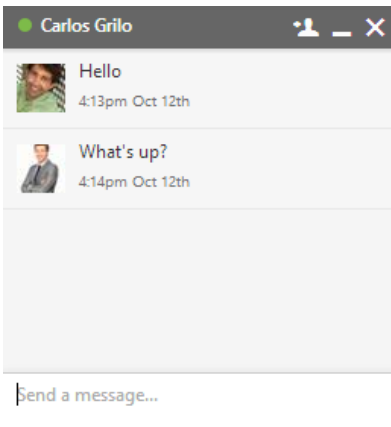 Carlos Grilo
Hello
4:13pm Oct 12th
What's up?
4:14pm Oct 12th
Send a message...